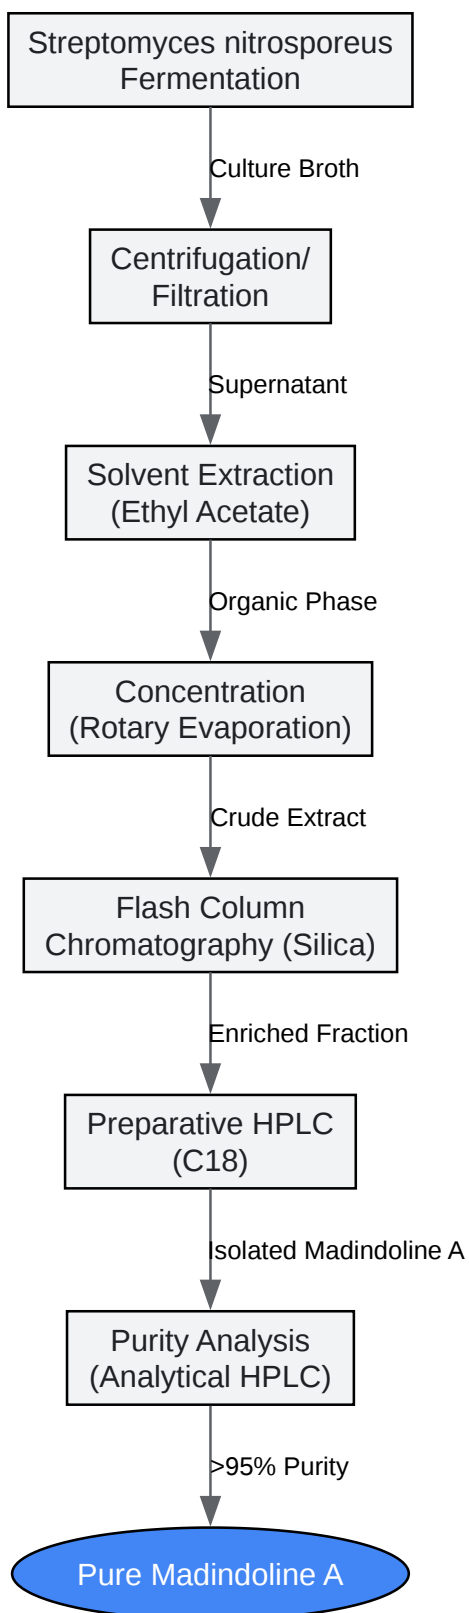 Streptomyces nitrosporeus
Fermentation
Culture Broth
Centrifugation/
Filtration
Supernatant
Solvent Extraction
(Ethyl Acetate)
Organic Phase
Concentration
(Rotary Evaporation)
Crude Extract
Flash Column
Chromatography (Silica)
Enriched Fraction
Preparative HPLC
(C18)
Isolated Madindoline A
Purity Analysis
(Analytical HPLC)
>95% Purity
Pure Madindoline A